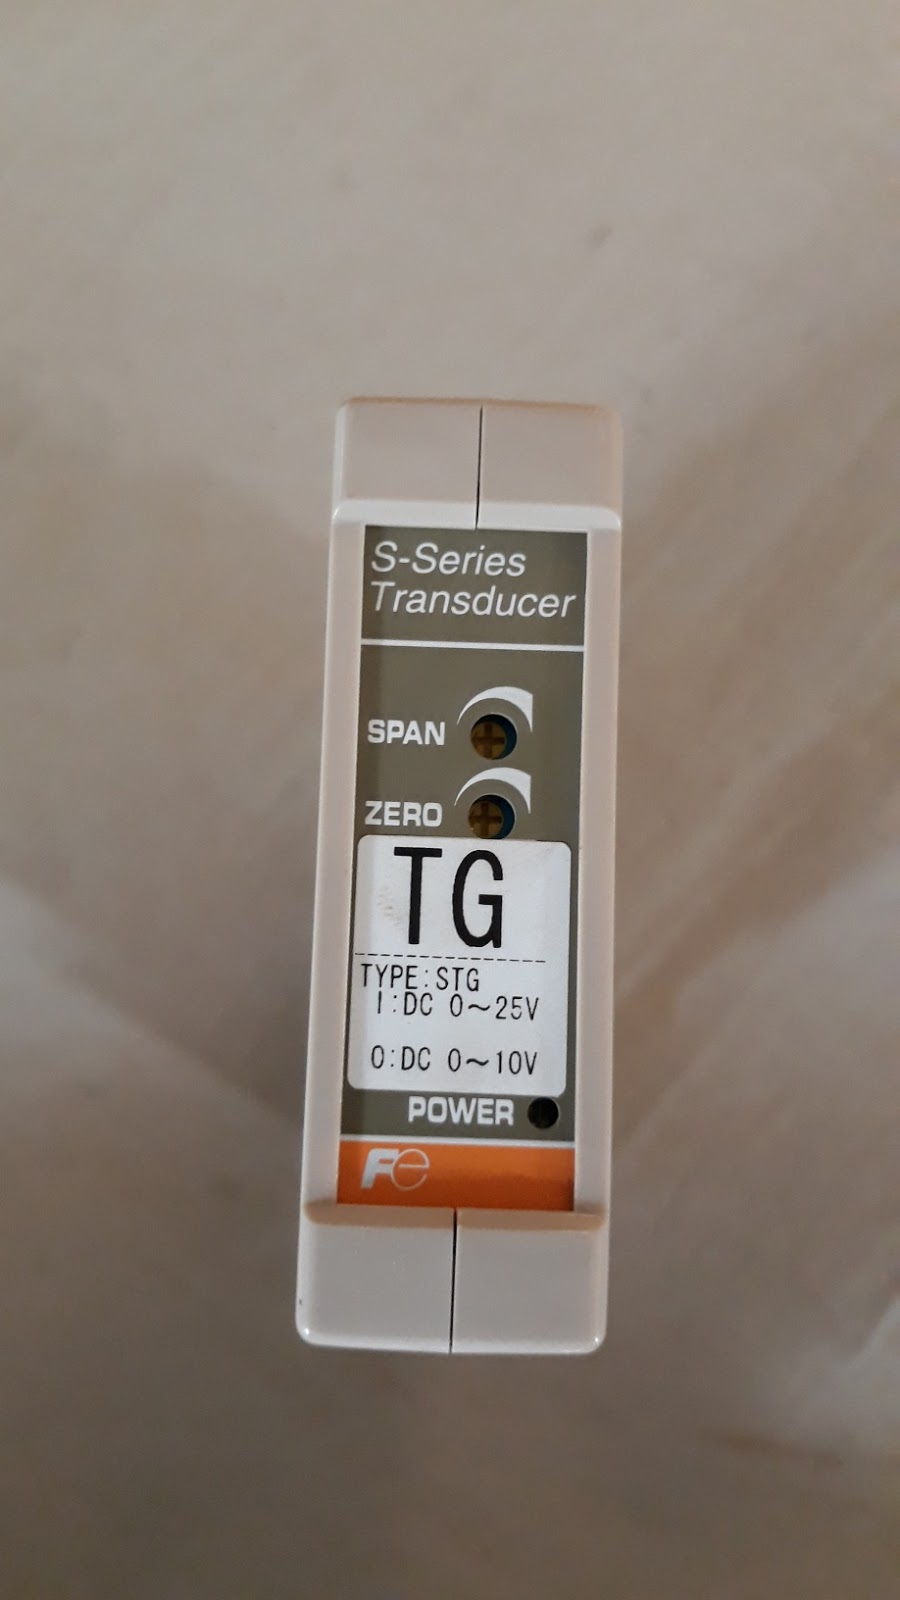 S-Series
Transducer
SPAN
ZERO
TG
TYPE:STG
I:DC 0～25V
O:DC 0～10V
POWER
Fe